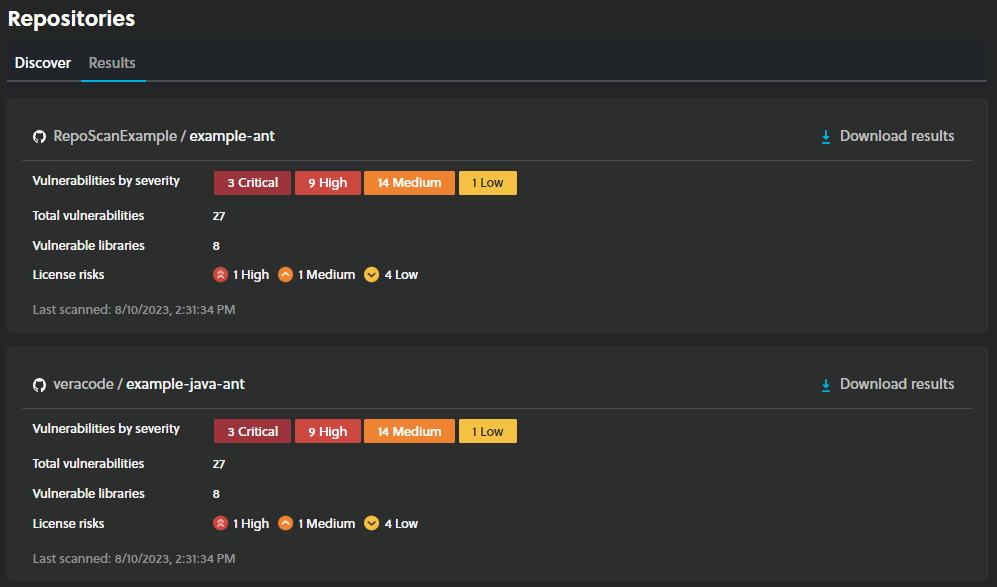 Repositories
Discover Results
RepoScanExample / example-ant Download results
Vulnerabilities by severity 3 Critical 9 High 14 Medium 1 Low
Total vulnerabilities 27
Vulnerable libraries 8
License risks 1 High 1 Medium 4 Low
Last scanned: 8/10/2023, 2:31:34 PM
veracode / example-java-ant Download results
Vulnerabilities by severity 3 Critical 9 High 14 Medium 1 Low
Total vulnerabilities 27
Vulnerable libraries 8
License risks 1 High 1 Medium 4 Low
Last scanned: 8/10/2023, 2:31:34 PM